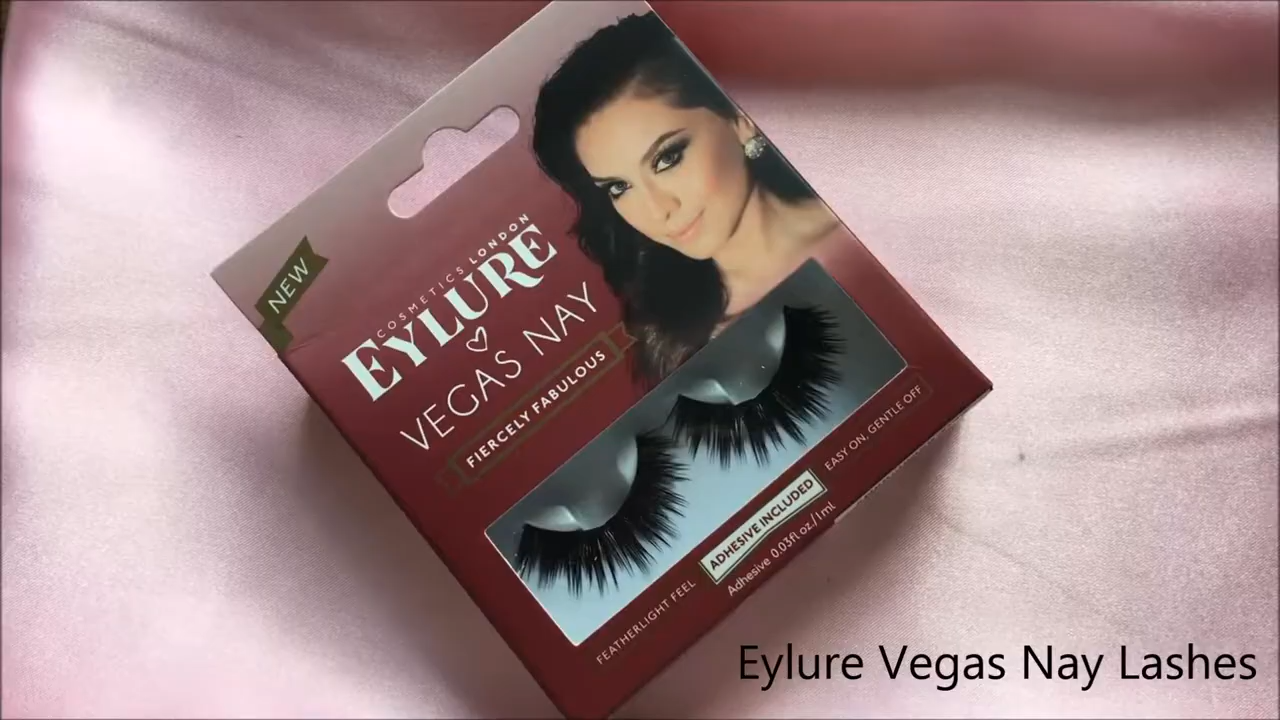 NEW
COSMETICS LONDON
EYLURE
VEGAS NAY
FIERCELY FABULOUS
FEATHERLIGHT FEEL
ADHESIVE INCLUDED
EASY ON, GENTLE OFF
Adhesive 0.03fl oz/1ml
Eylure Vegas Nay Lashes